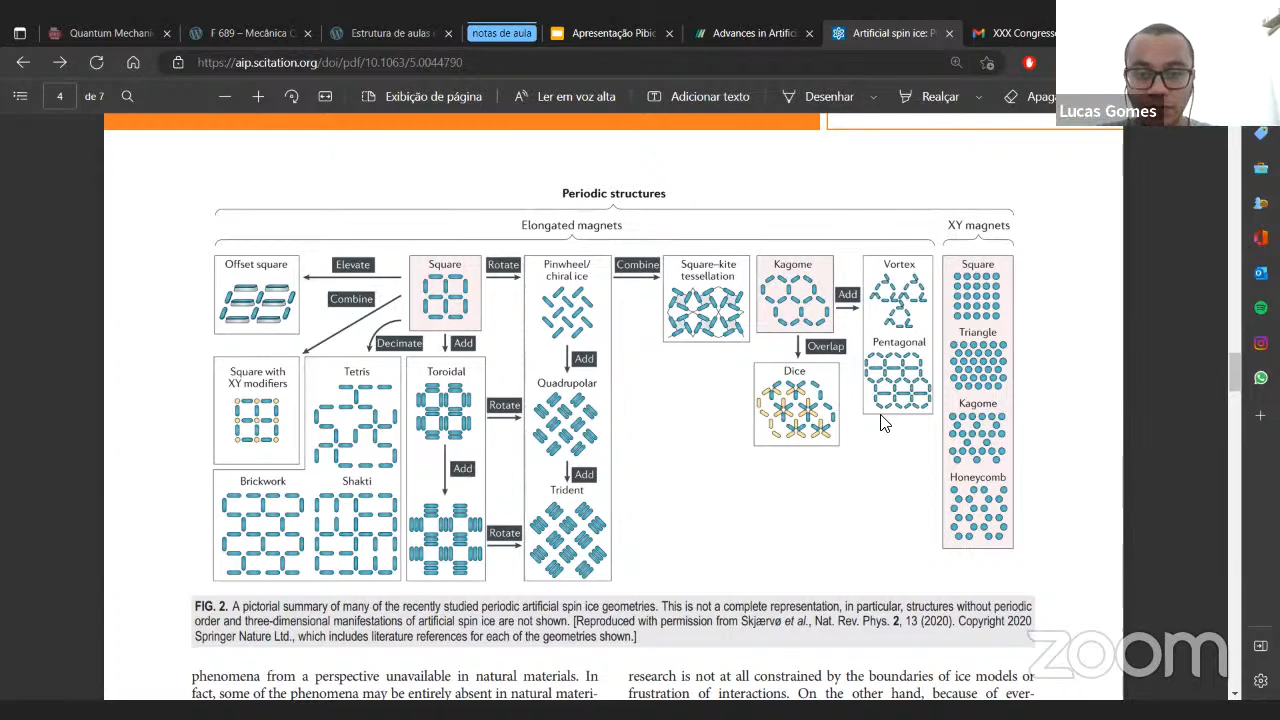 Quantum Mechani
F 689 – Mecânica C
Estrutura de aulas
notas de aula
Apresentação Pibic
Advances in Artific
Artificial spin ice: P
XXX Congress
https://aip.scitation.org/doi/pdf/10.1063/5.0044790
4 de 7
Exibição de página
Ler em voz alta
Adicionar texto
Desenhar
Realçar
Apaga
Lucas Gomes
Periodic structures
Elongated magnets
XY magnets
Offset square
Elevate
Combine
Square
Rotate
Pinwheel/
chiral ice
Combine
Square–kite
tessellation
Kagome
Add
Vortex
Square
Decimate
Add
Overlap
Triangle
Square with
XY modifiers
Tetris
Toroidal
Add
Quadrupolar
Dice
Pentagonal
Rotate
Kagome
Add
Add
Trident
Brickwork
Shakti
Honeycomb
Rotate
FIG. 2. A pictorial summary of many of the recently studied periodic artificial spin ice geometries. This is not a complete representation, in particular, structures without periodic
order and three-dimensional manifestations of artificial spin ice are not shown. [Reproduced with permission from Skjærvø et al., Nat. Rev. Phys. 2, 13 (2020). Copyright 2020
Springer Nature Ltd., which includes literature references for each of the geometries shown.]
phenomena from a perspective unavailable in natural materials. In
fact, some of the phenomena may be entirely absent in natural materi-
research is not at all constrained by the boundaries of ice models or
frustration of interactions. On the other hand, because of ever-
zoom